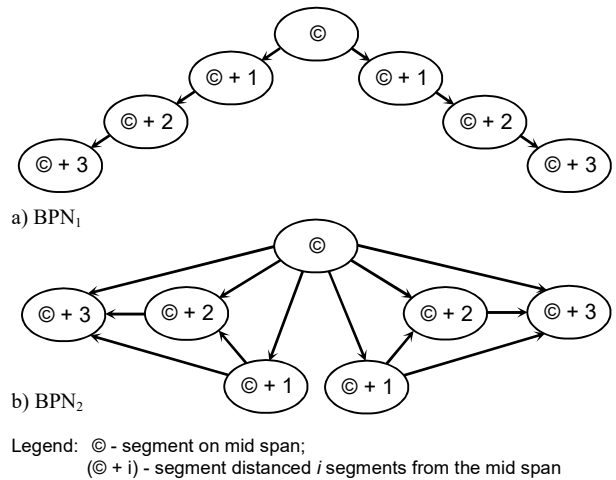 ©
© + 1
© + 1
© + 2
© + 2
© + 3
© + 3
a) BPN₁
©
© + 3
© + 2
© + 2
© + 3
© + 1
© + 1
b) BPN₂
Legend: © - segment on mid span;
(© + i) - segment distanced i segments from the mid span